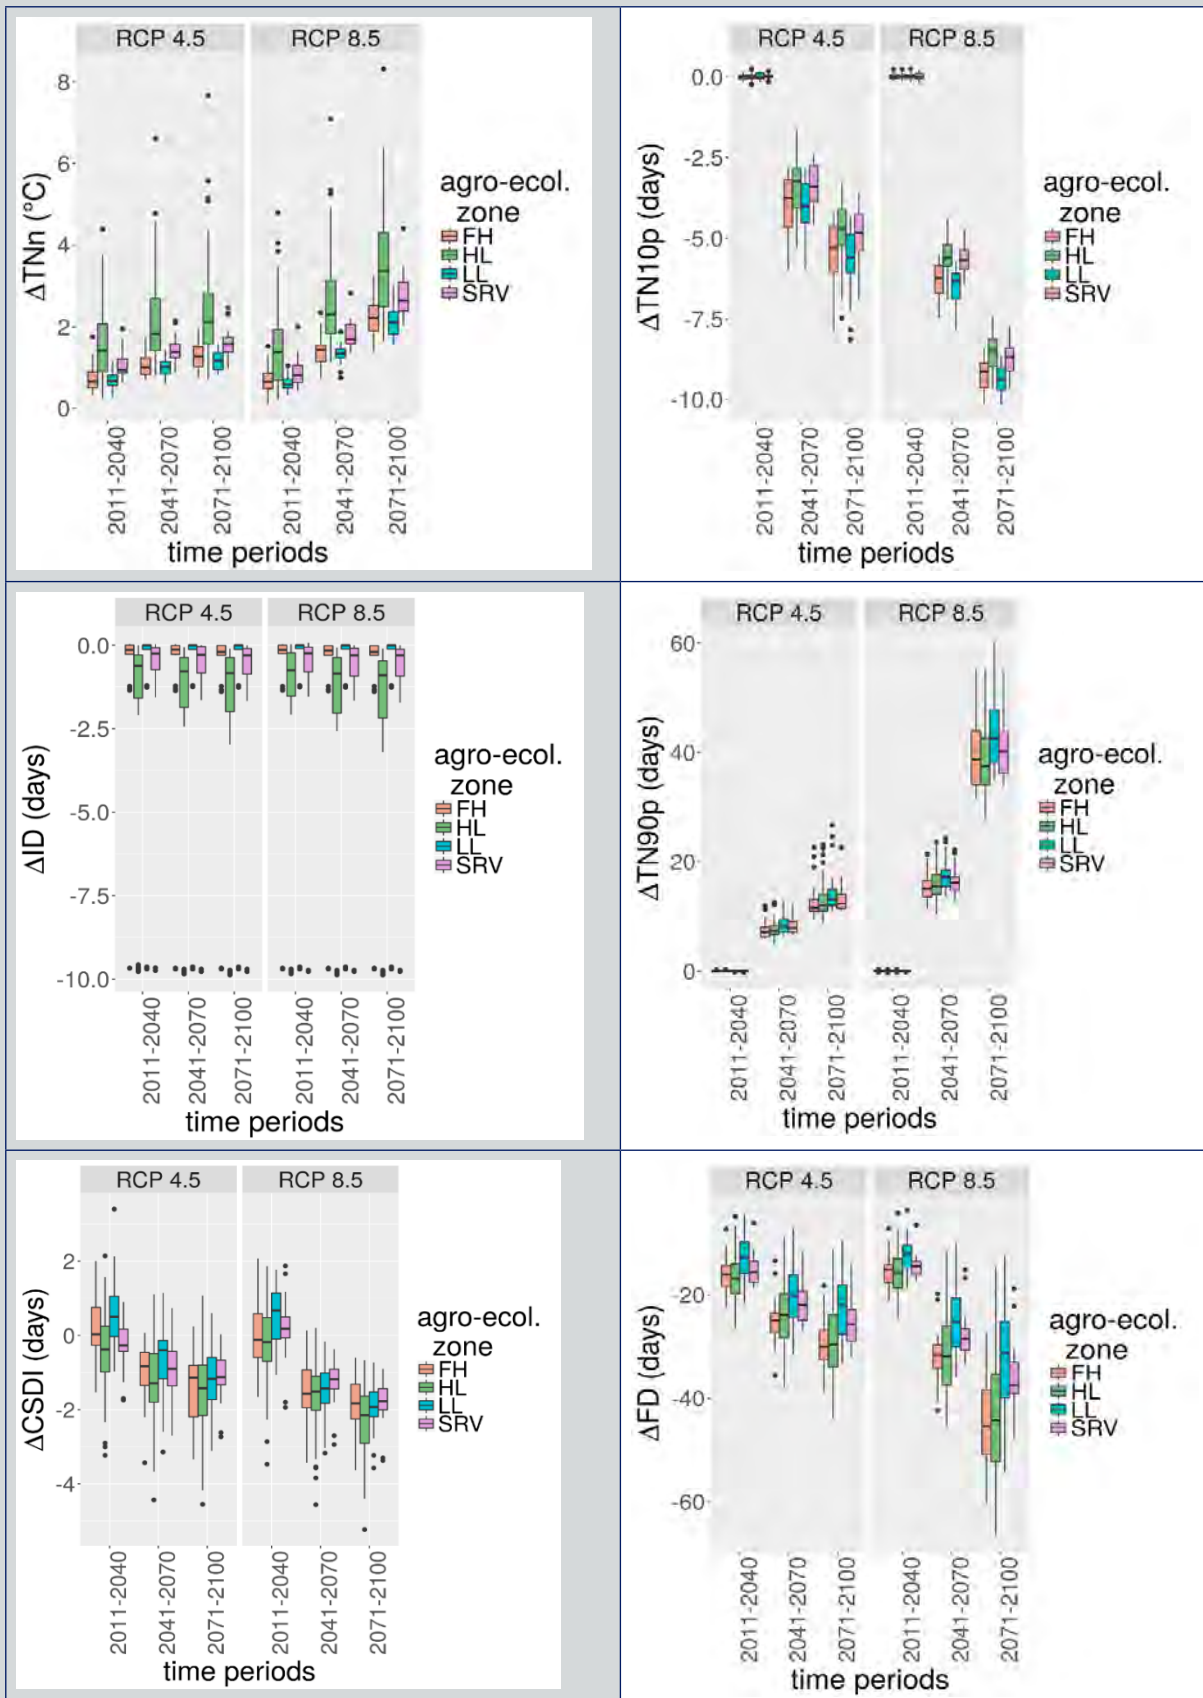 RCP 4.5 RCP 8.5
8
6
4
2
0
ΔTNn (°C)
agro-ecol.
zone
FH
HL
LL
SRV
2011-2040
2041-2070
2071-2100
2011-2040
2041-2070
2071-2100
time periods
RCP 4.5 RCP 8.5
0.0
-2.5
-5.0
-7.5
-10.0
ΔTN10p (days)
agro-ecol.
zone
FH
HL
LL
SRV
2011-2040
2041-2070
2071-2100
2011-2040
2041-2070
2071-2100
time periods
RCP 4.5 RCP 8.5
0.0
-2.5
-5.0
-7.5
-10.0
ΔID (days)
agro-ecol.
zone
FH
HL
LL
SRV
2011-2040
2041-2070
2071-2100
2011-2040
2041-2070
2071-2100
time periods
RCP 4.5 RCP 8.5
60
40
20
0
ΔTN90p (days)
agro-ecol.
zone
FH
HL
LL
SRV
2011-2040
2041-2070
2071-2100
2011-2040
2041-2070
2071-2100
time periods
RCP 4.5 RCP 8.5
2
0
-2
-4
ΔCSDI (days)
agro-ecol.
zone
FH
HL
LL
SRV
2011-2040
2041-2070
2071-2100
2011-2040
2041-2070
2071-2100
time periods
RCP 4.5 RCP 8.5
-20
-40
-60
ΔFD (days)
agro-ecol.
zone
FH
HL
LL
SRV
2011-2040
2041-2070
2071-2100
2011-2040
2041-2070
2071-2100
time periods